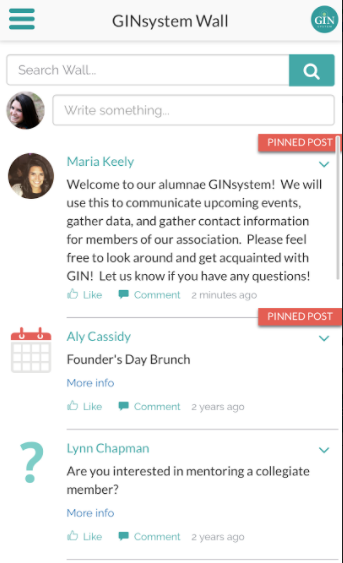 GINsystem Wall
GIN
Search Wall...
Write something...
PINNED POST
Maria Keely
Welcome to our alumnae GINsystem! We will
use this to communicate upcoming events,
gather data, and gather contact information
for members of our association. Please feel
free to look around and get acquainted with
GIN! Let us know if you have any questions!
Like Comment 2 minutes ago
PINNED POST
Aly Cassidy
Founder's Day Brunch
More info
Like Comment 2 years ago
?
Lynn Chapman
Are you interested in mentoring a collegiate
member?
More info
Like Comment 2 years ago